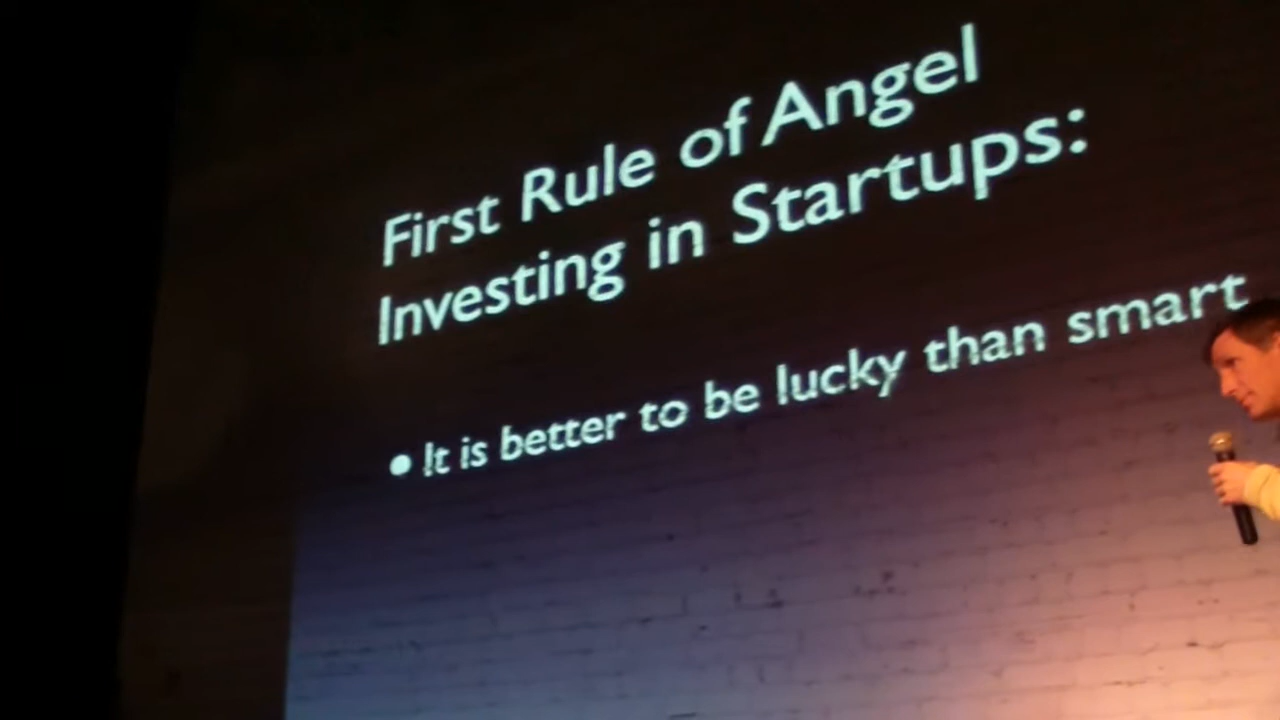 First Rule of Angel
Investing in Startups:
• It is better to be lucky than smart